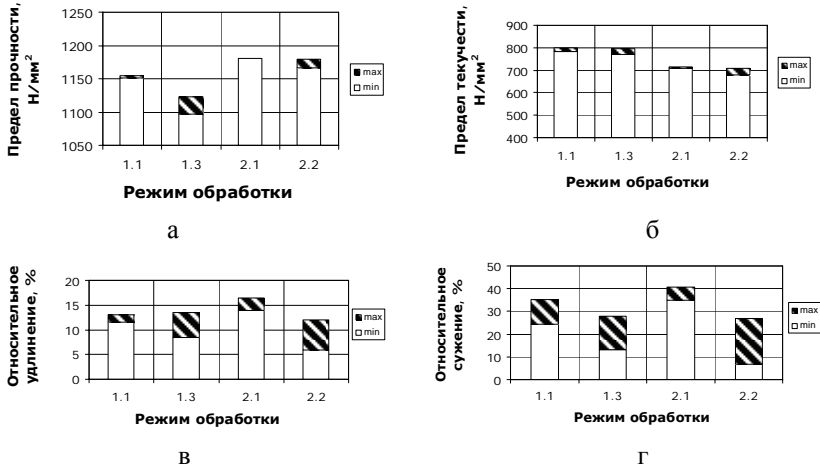 Предел прочности,
Н/мм²
1250
1200
1150
1100
1050
1.1 1.3 2.1 2.2
Режим обработки
max
min
а
Предел текучести,
Н/мм²
900
800
700
600
500
400
1.1 1.3 2.1 2.2
Режим обработки
max
min
б
Относительное
удлинение, %
20
15
10
5
0
1.1 1.3 2.1 2.2
Режим обработки
max
min
в
Относительное
сужение, %
50
40
30
20
10
0
1.1 1.3 2.1 2.2
Режим обработки
max
min
г